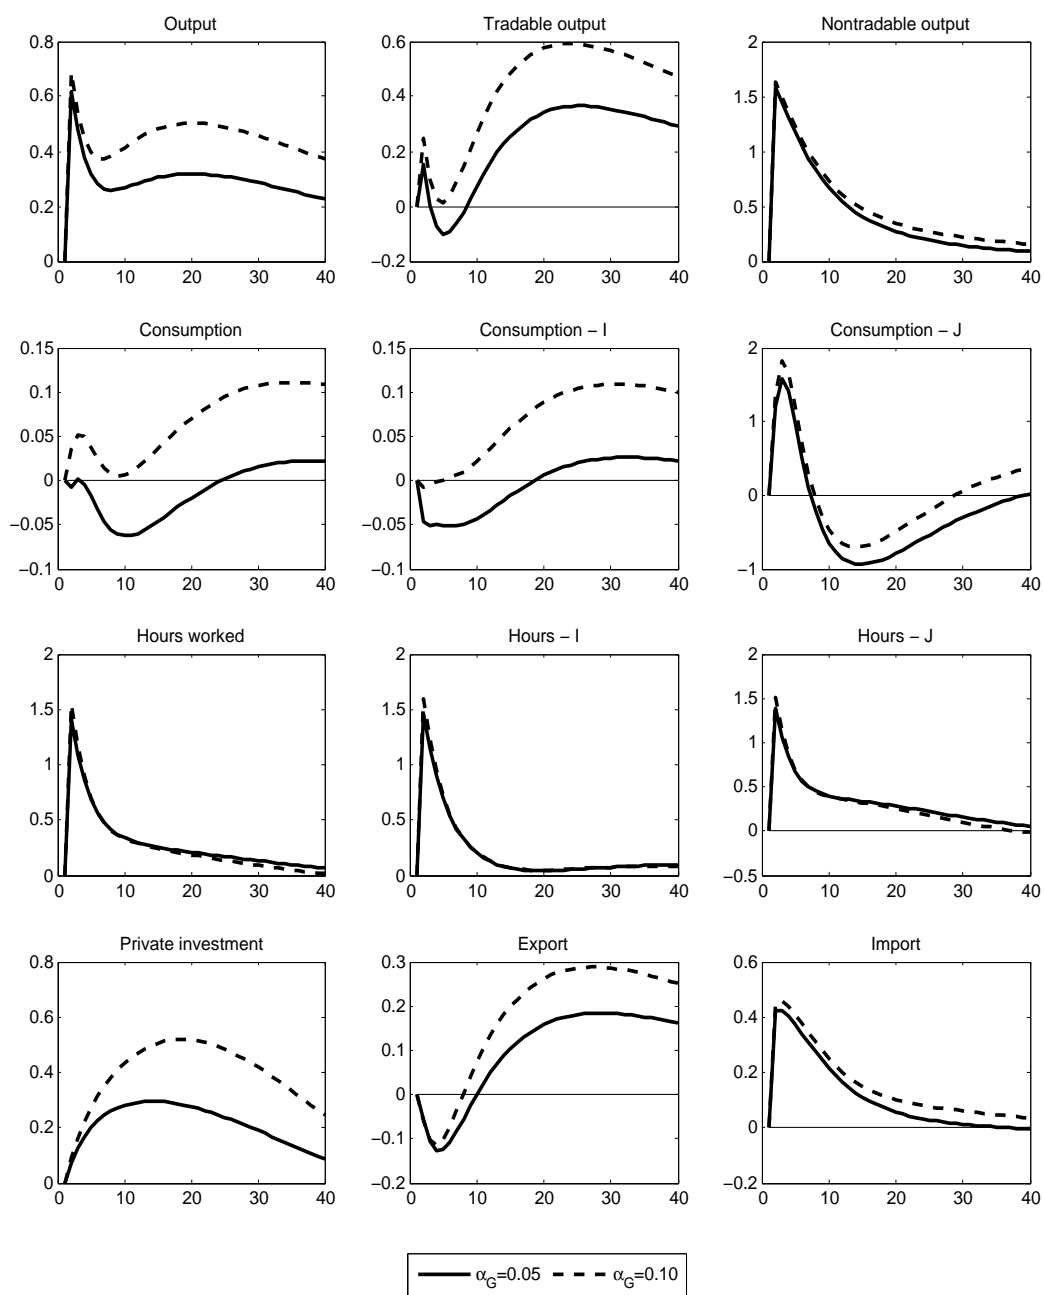 Output Tradable output Nontradable output
0.8 0.6 2
0.6 0.4 1.5
0.4 0.2 1
0.2 0 0.5
0 −0.2 0
0 10 20 30 40 0 10 20 30 40 0 10 20 30 40
Consumption Consumption − I Consumption − J
0.15 0.15 2
0.1 0.1
0.05 0.05 1
0 0 0
−0.05 −0.05
−0.1 −0.1 −1
0 10 20 30 40 0 10 20 30 40 0 10 20 30 40
Hours worked Hours − I Hours − J
2 2 2
1.5 1.5 1.5
1 1 1
0.5 0.5 0.5
0
0 0 −0.5
0 10 20 30 40 0 10 20 30 40 0 10 20 30 40
Private investment Export Import
0.8 0.3 0.6
0.6 0.2 0.4
0.4 0.1 0.2
0 0
0.2 −0.1
0 −0.2 −0.2
0 10 20 30 40 0 10 20 30 40 0 10 20 30 40
αG=0.05 αG=0.10